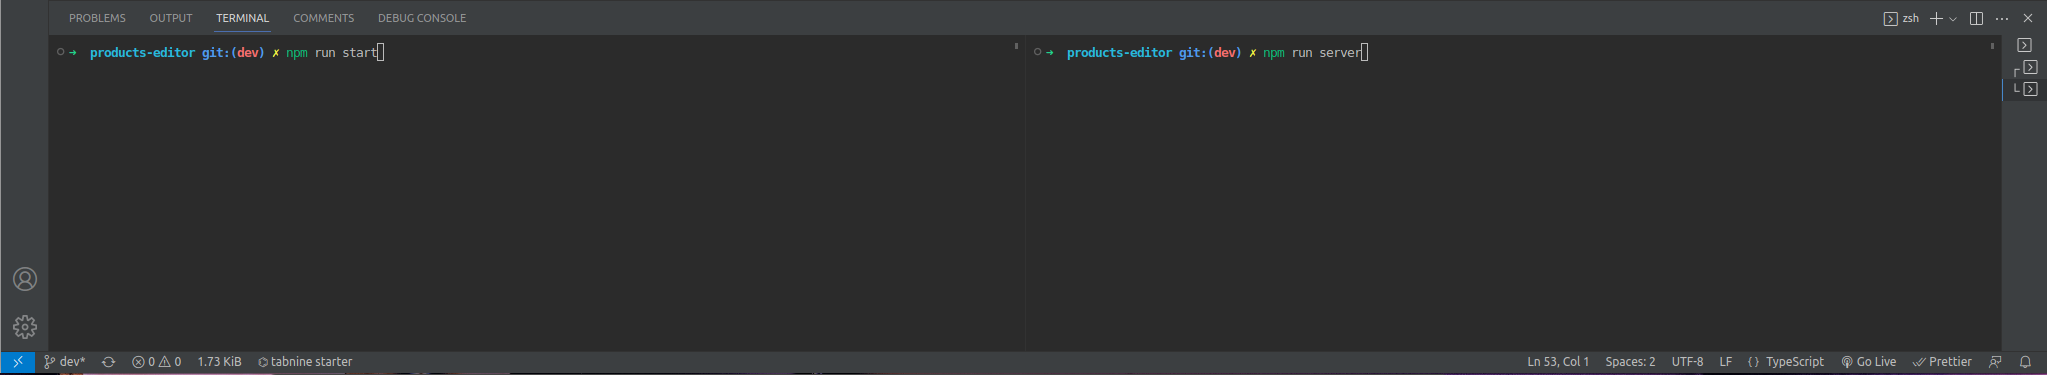 PROBLEMS OUTPUT TERMINAL COMMENTS DEBUG CONSOLE zsh
➜ products-editor git:(dev) ✗ npm run start
➜ products-editor git:(dev) ✗ npm run server
dev* 0 0 1.73 KiB tabnine starter Ln 53, Col 1 Spaces: 2 UTF-8 LF {} TypeScript Go Live Prettier